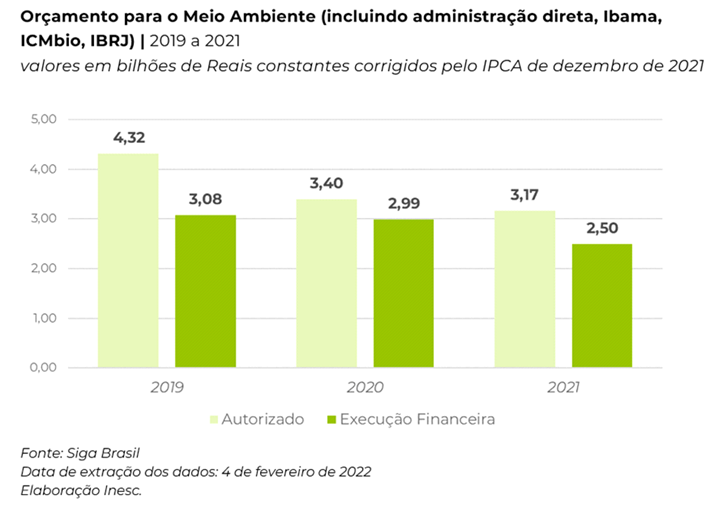 Orçamento para o Meio Ambiente (incluindo administração direta, Ibama,
ICMbio, IBRJ) | 2019 a 2021
valores em bilhões de Reais constantes corrigidos pelo IPCA de dezembro de 2021
5,00
4,00
3,00
2,00
1,00
0,00
4,32
3,08
3,40
2,99
3,17
2,50
2019
2020
2021
Autorizado
Execução Financeira
Fonte: Siga Brasil
Data de extração dos dados: 4 de fevereiro de 2022
Elaboração Inesc.